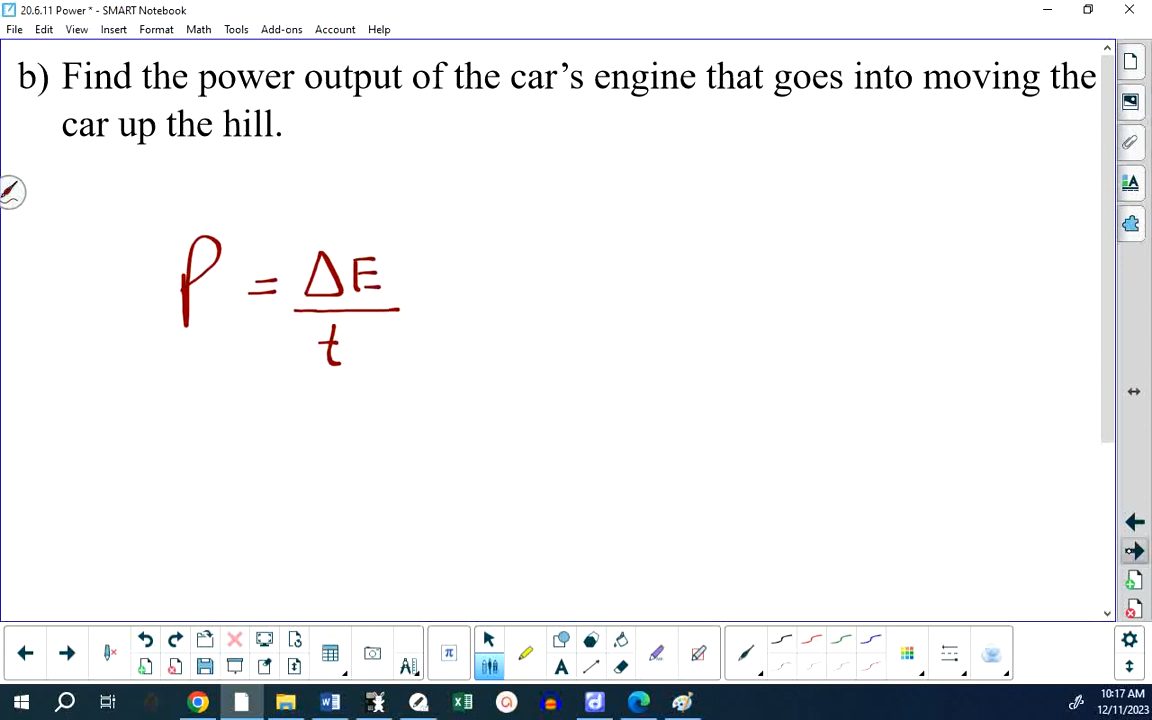 20.6.11 Power * - SMART Notebook
File Edit View Insert Format Math Tools Add-ons Account Help
b) Find the power output of the car’s engine that goes into moving the
car up the hill.
P = ΔE
t
π
A
10:17 AM
12/11/2023